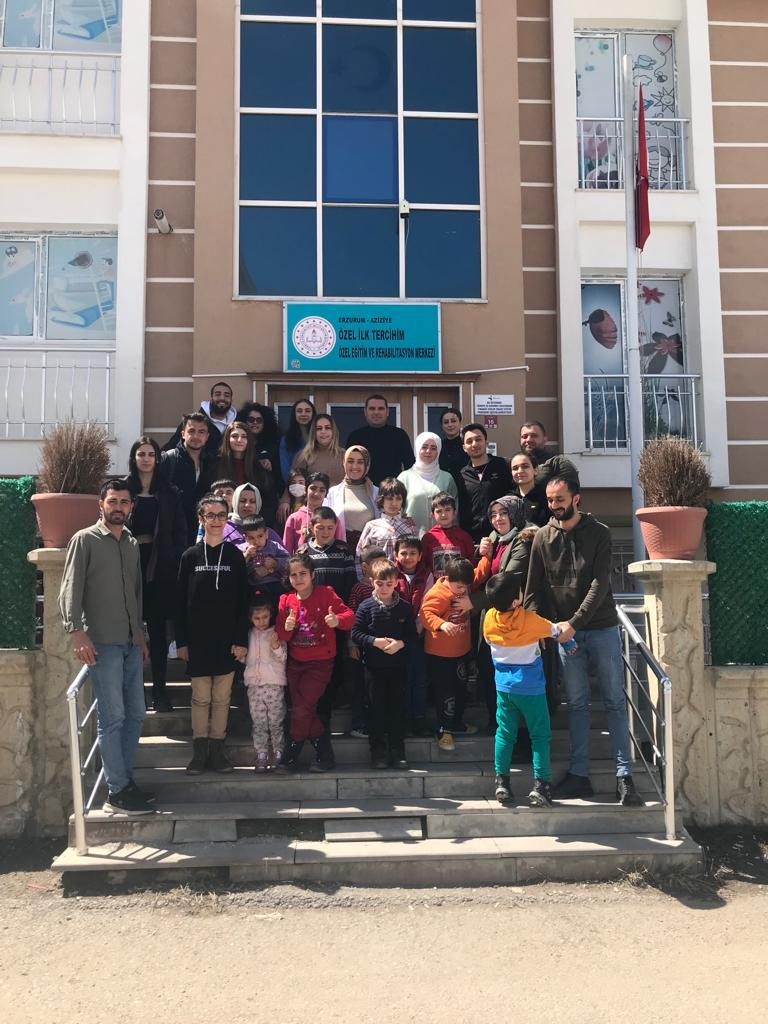 ERZURUM - AZİZİYE
ÖZEL İLK TERCİHİM
ÖZEL EĞİTİM VE REHABİLİTASYON MERKEZİ
SUCCESSFUL